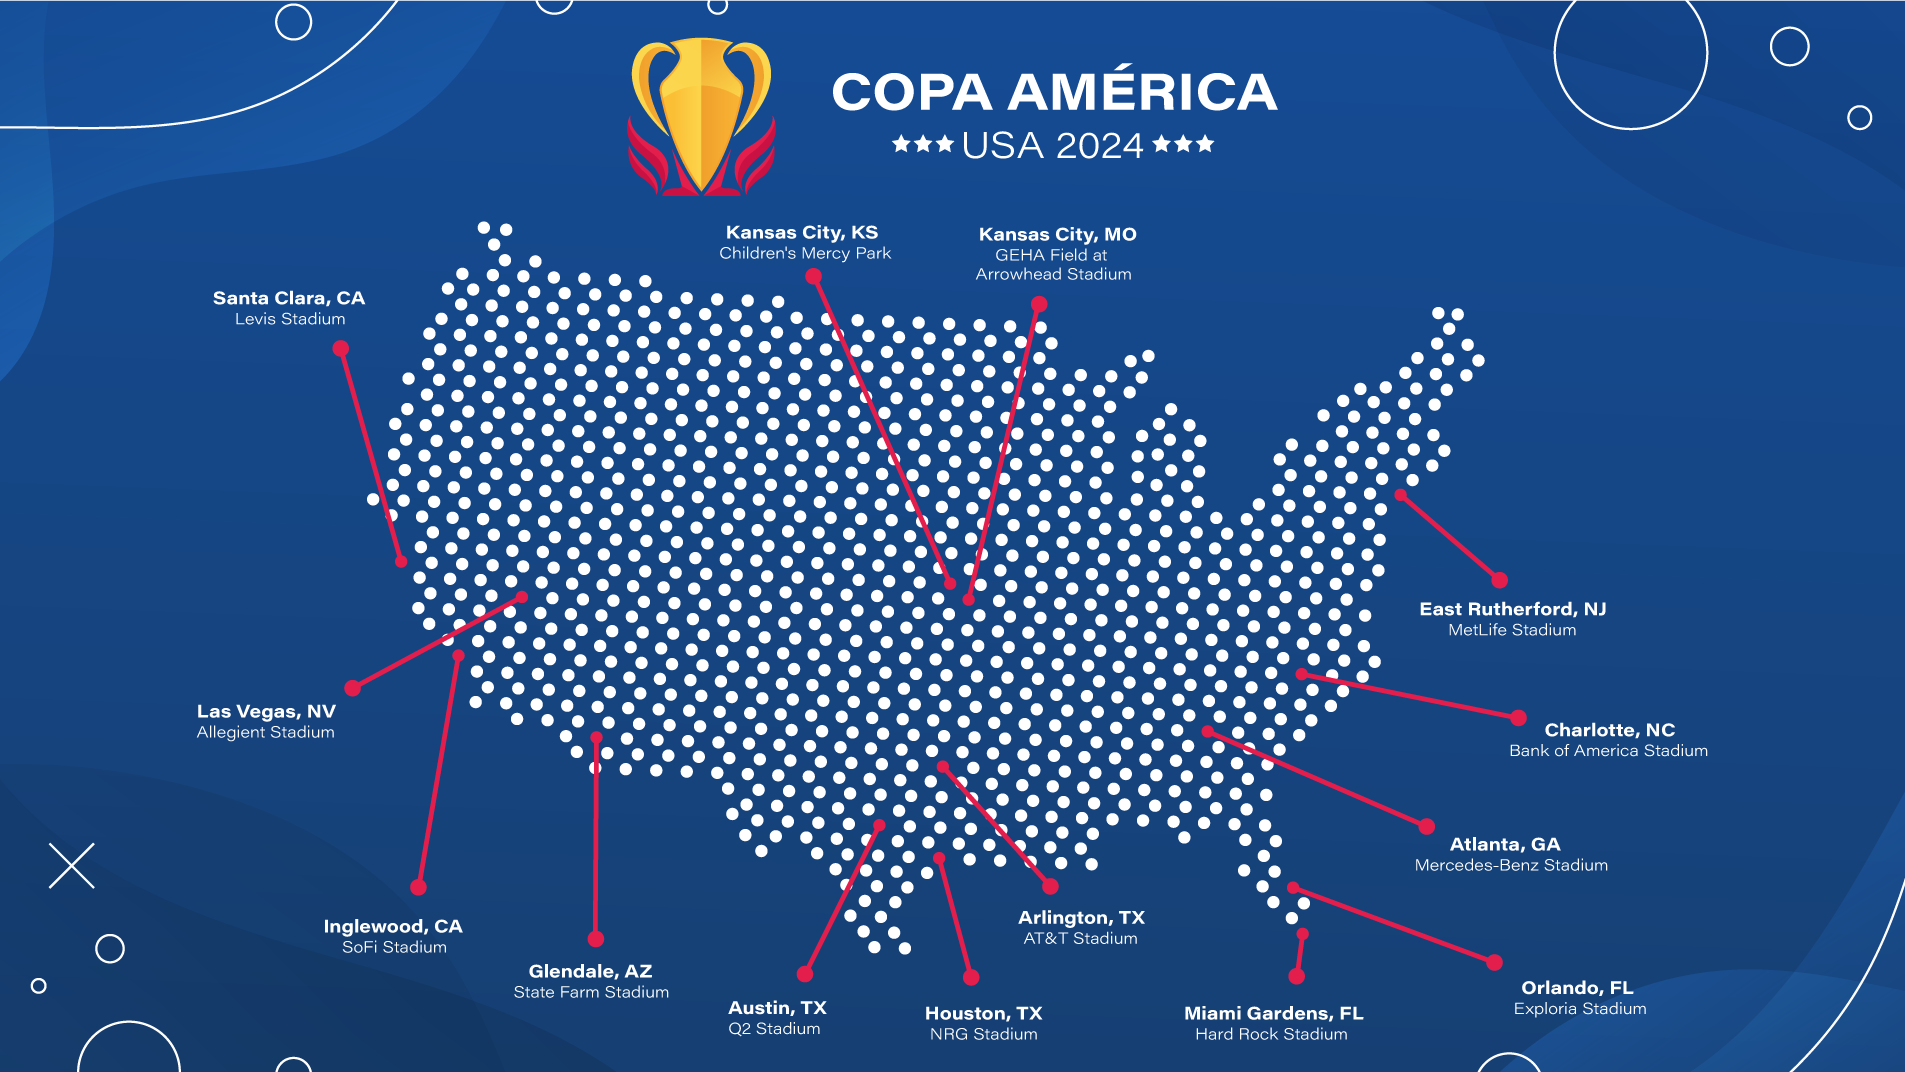 COPA AMÉRICA
USA 2024
Kansas City, KS
Children's Mercy Park
Kansas City, MO
GEHA Field at
Arrowhead Stadium
Santa Clara, CA
Levis Stadium
East Rutherford, NJ
MetLife Stadium
Las Vegas, NV
Allegient Stadium
Charlotte, NC
Bank of America Stadium
Atlanta, GA
Mercedes-Benz Stadium
Inglewood, CA
SoFi Stadium
Arlington, TX
AT&T Stadium
Glendale, AZ
State Farm Stadium
Orlando, FL
Exploria Stadium
Austin, TX
Q2 Stadium
Houston, TX
NRG Stadium
Miami Gardens, FL
Hard Rock Stadium